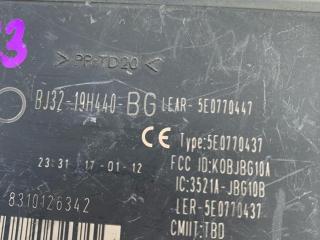 3
>PP-TD20<
BJ32-19H440-BG LEAR-5E0770447
CE Type:5E0770437
23:31 17-01-12 FCC ID:KOBJBG10A
IC:3521A-JBG10B
8310126342 LER-5E0770437
CMIIT:TBD